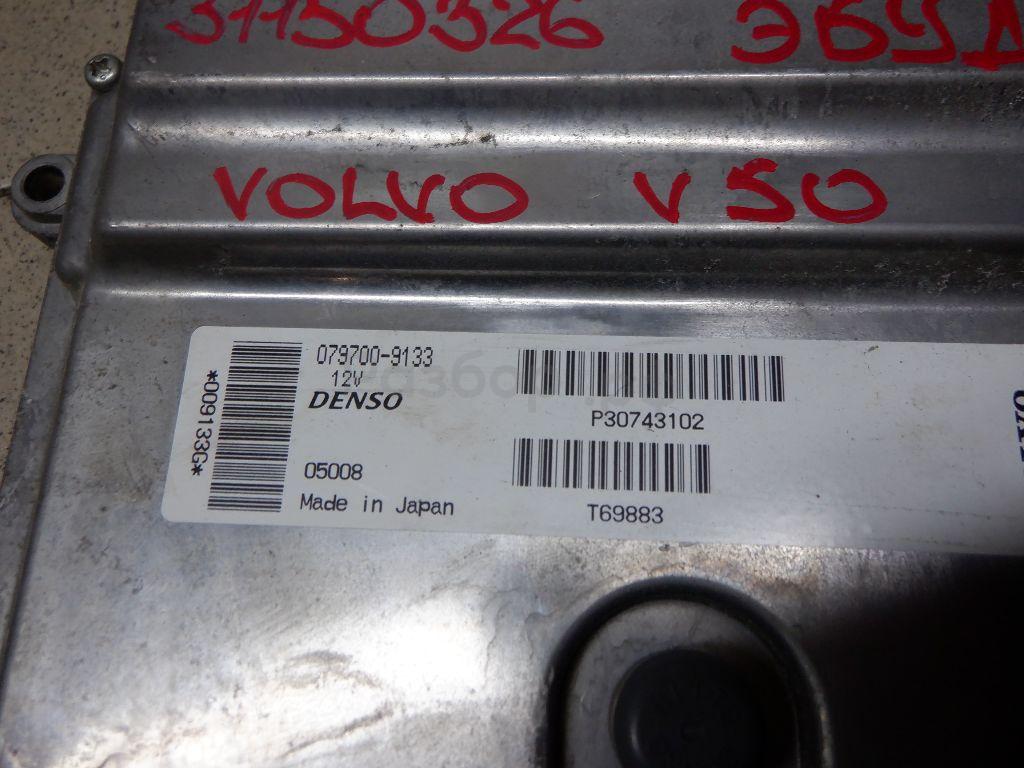 31150326 ЭБУ Д
VOLVO V50
079700-9133
12V
DENSO
05008
Made in Japan
*009133G*
P30743102
T69883